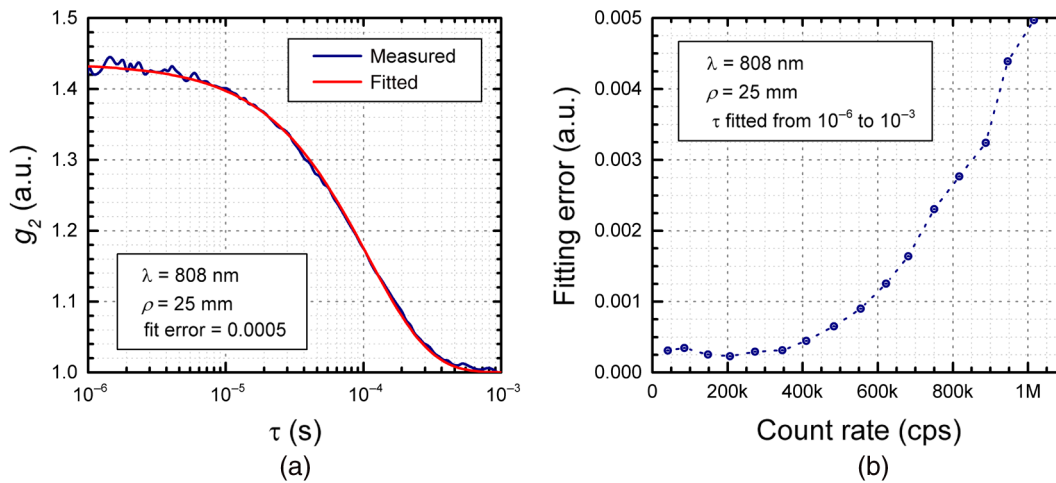 1.5
1.4
1.3
1.2
1.1
1.0
g2 (a.u.)
Measured
Fitted
λ = 808 nm
ρ = 25 mm
fit error = 0.0005
10⁻⁶ 10⁻⁵ 10⁻⁴ 10⁻³
τ (s)
(a)
0.005
0.004
0.003
0.002
0.001
0.000
Fitting error (a.u.)
λ = 808 nm
ρ = 25 mm
τ fitted from 10⁻⁶ to 10⁻³
0 200k 400k 600k 800k 1M
Count rate (cps)
(b)